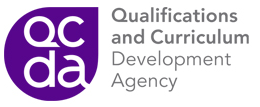 qc
da
Qualifications
and Curriculum
Development
Agency